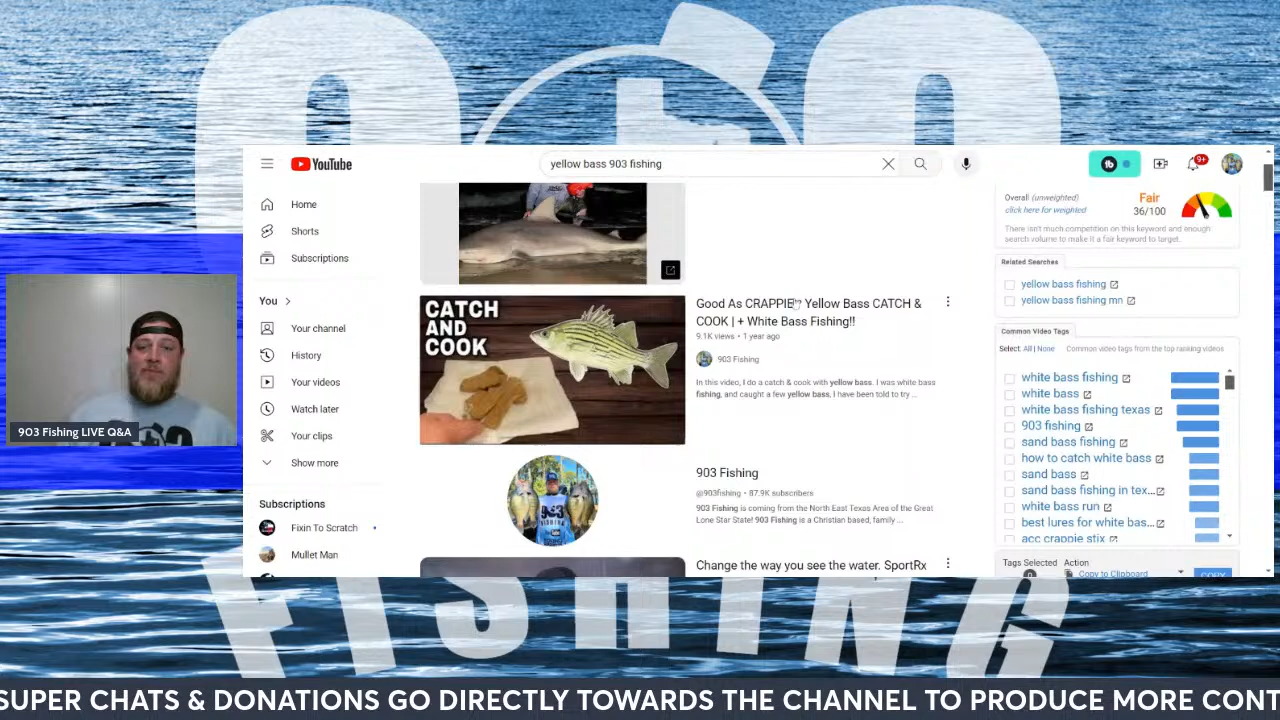 YouTube
yellow bass 903 fishing
9+
Home
Shorts
Subscriptions
You
Your channel
History
Your videos
Watch later
Your clips
Show more
Subscriptions
Fixin To Scratch
Mullet Man
CATCH
AND
COOK
Good As CRAPPIE?? Yellow Bass CATCH &
COOK | + White Bass Fishing!!
9.1K views • 1 year ago
903 Fishing
In this video, I do a catch & cook with yellow bass. I was white bass
fishing, and caught a few yellow bass, I have been told to try ...
903 Fishing
@903fishing • 87.9K subscribers
903 Fishing is coming from the North East Texas Area of the Great
Lone Star State! 903 Fishing is a Christian based, family ...
Change the way you see the water. SportRx
Overall (unweighted)
click here for weighted
Fair
36/100
There isn't much competition on this keyword and enough
search volume to make it a fair keyword to target.
Related Searches
yellow bass fishing
yellow bass fishing mn
Common Video Tags
Select: All | None
Common video tags from the top ranking videos
white bass fishing
white bass
white bass fishing texas
903 fishing
sand bass fishing
how to catch white bass
sand bass
sand bass fishing in tex...
white bass run
best lures for white bas...
acc crappie stix
Tags Selected
Action
0
Copy to Clipboard
COPY
903 Fishing LIVE Q&A
903
FISHING
SUPER CHATS & DONATIONS GO DIRECTLY TOWARDS THE CHANNEL TO PRODUCE MORE CONT